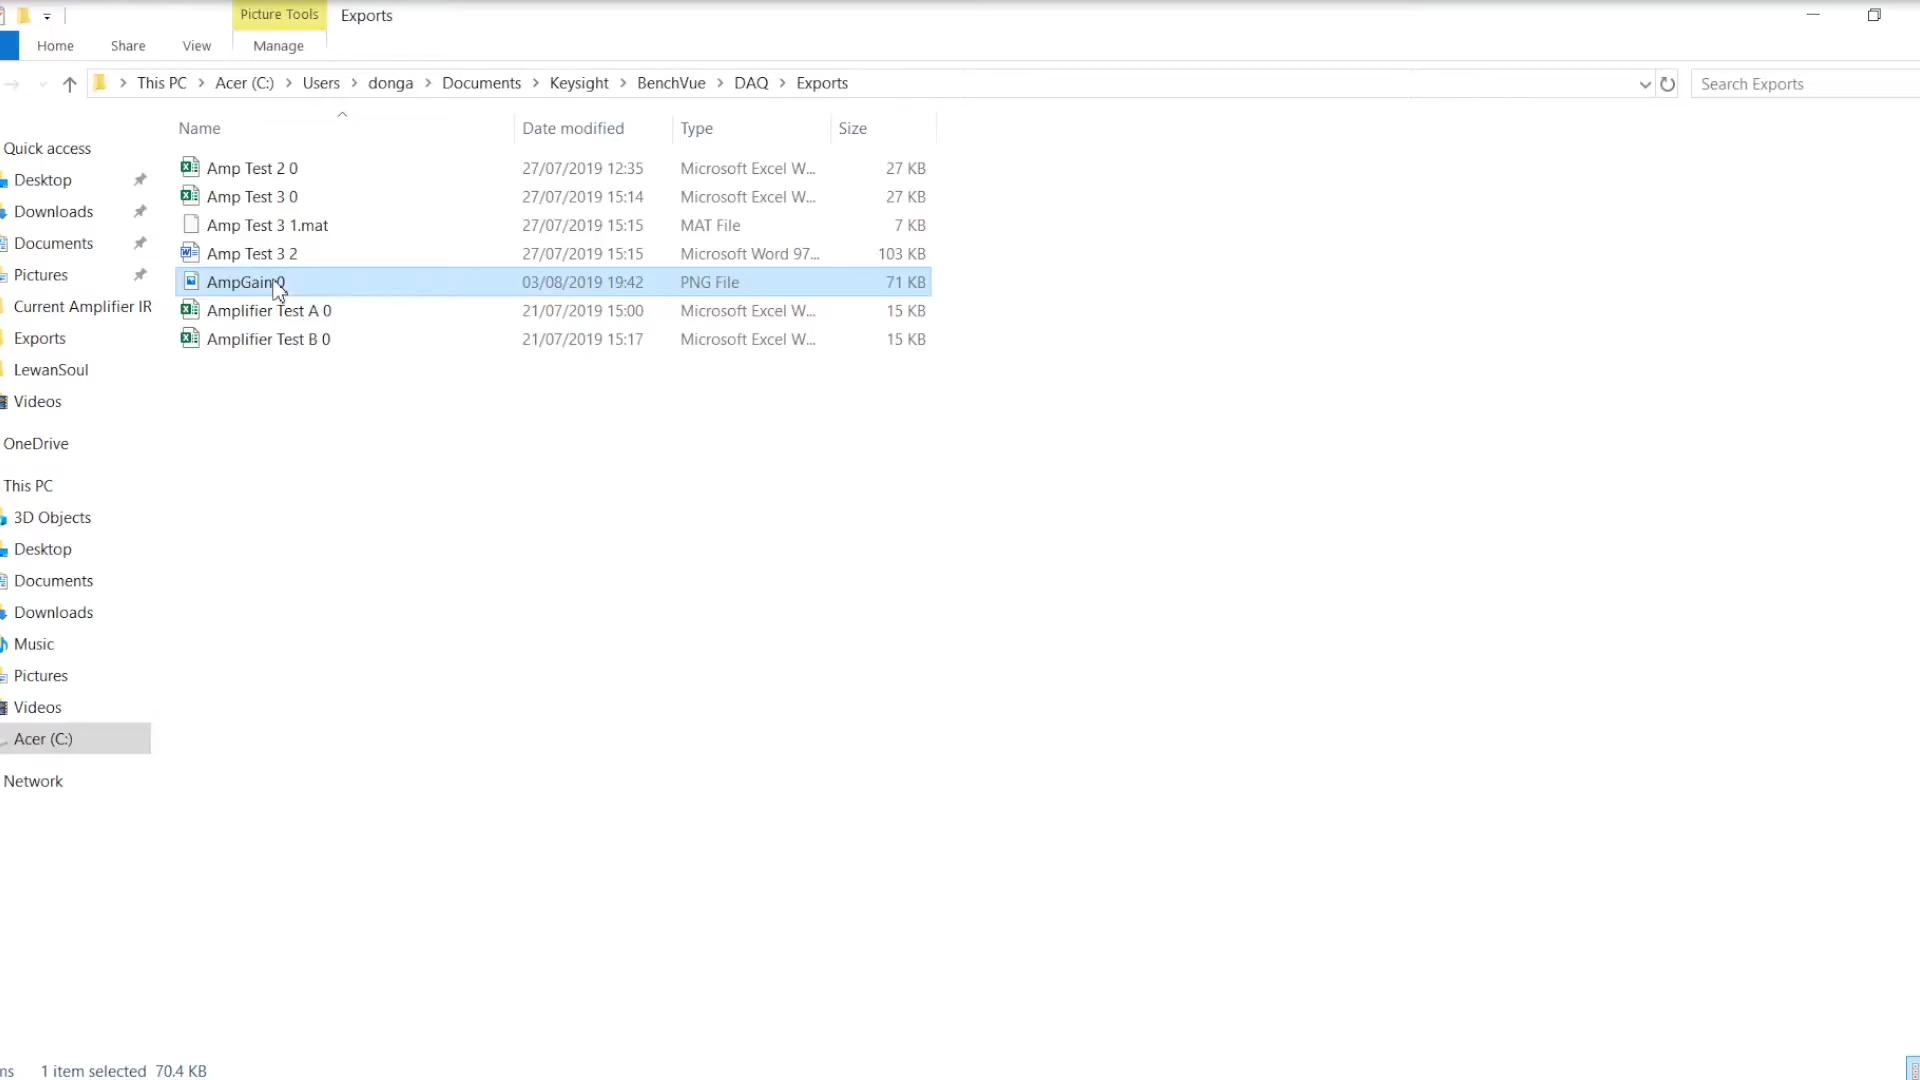 Picture Tools Exports
Home Share View Manage
This PC Acer (C:) Users donga Documents Keysight BenchVue DAQ Exports Search Exports
Name Date modified Type Size
Amp Test 2 0 27/07/2019 12:35 Microsoft Excel W... 27 KB
Amp Test 3 0 27/07/2019 15:14 Microsoft Excel W... 27 KB
Amp Test 3 1.mat 27/07/2019 15:15 MAT File 7 KB
Amp Test 3 2 27/07/2019 15:15 Microsoft Word 97... 103 KB
AmpGain 0 03/08/2019 19:42 PNG File 71 KB
Amplifier Test A 0 21/07/2019 15:00 Microsoft Excel W... 15 KB
Amplifier Test B 0 21/07/2019 15:17 Microsoft Excel W... 15 KB
Quick access
Desktop
Downloads
Documents
Pictures
Current Amplifier IR
Exports
LewanSoul
Videos
OneDrive
This PC
3D Objects
Desktop
Documents
Downloads
Music
Pictures
Videos
Acer (C:)
Network
ms 1 item selected 70.4 KB